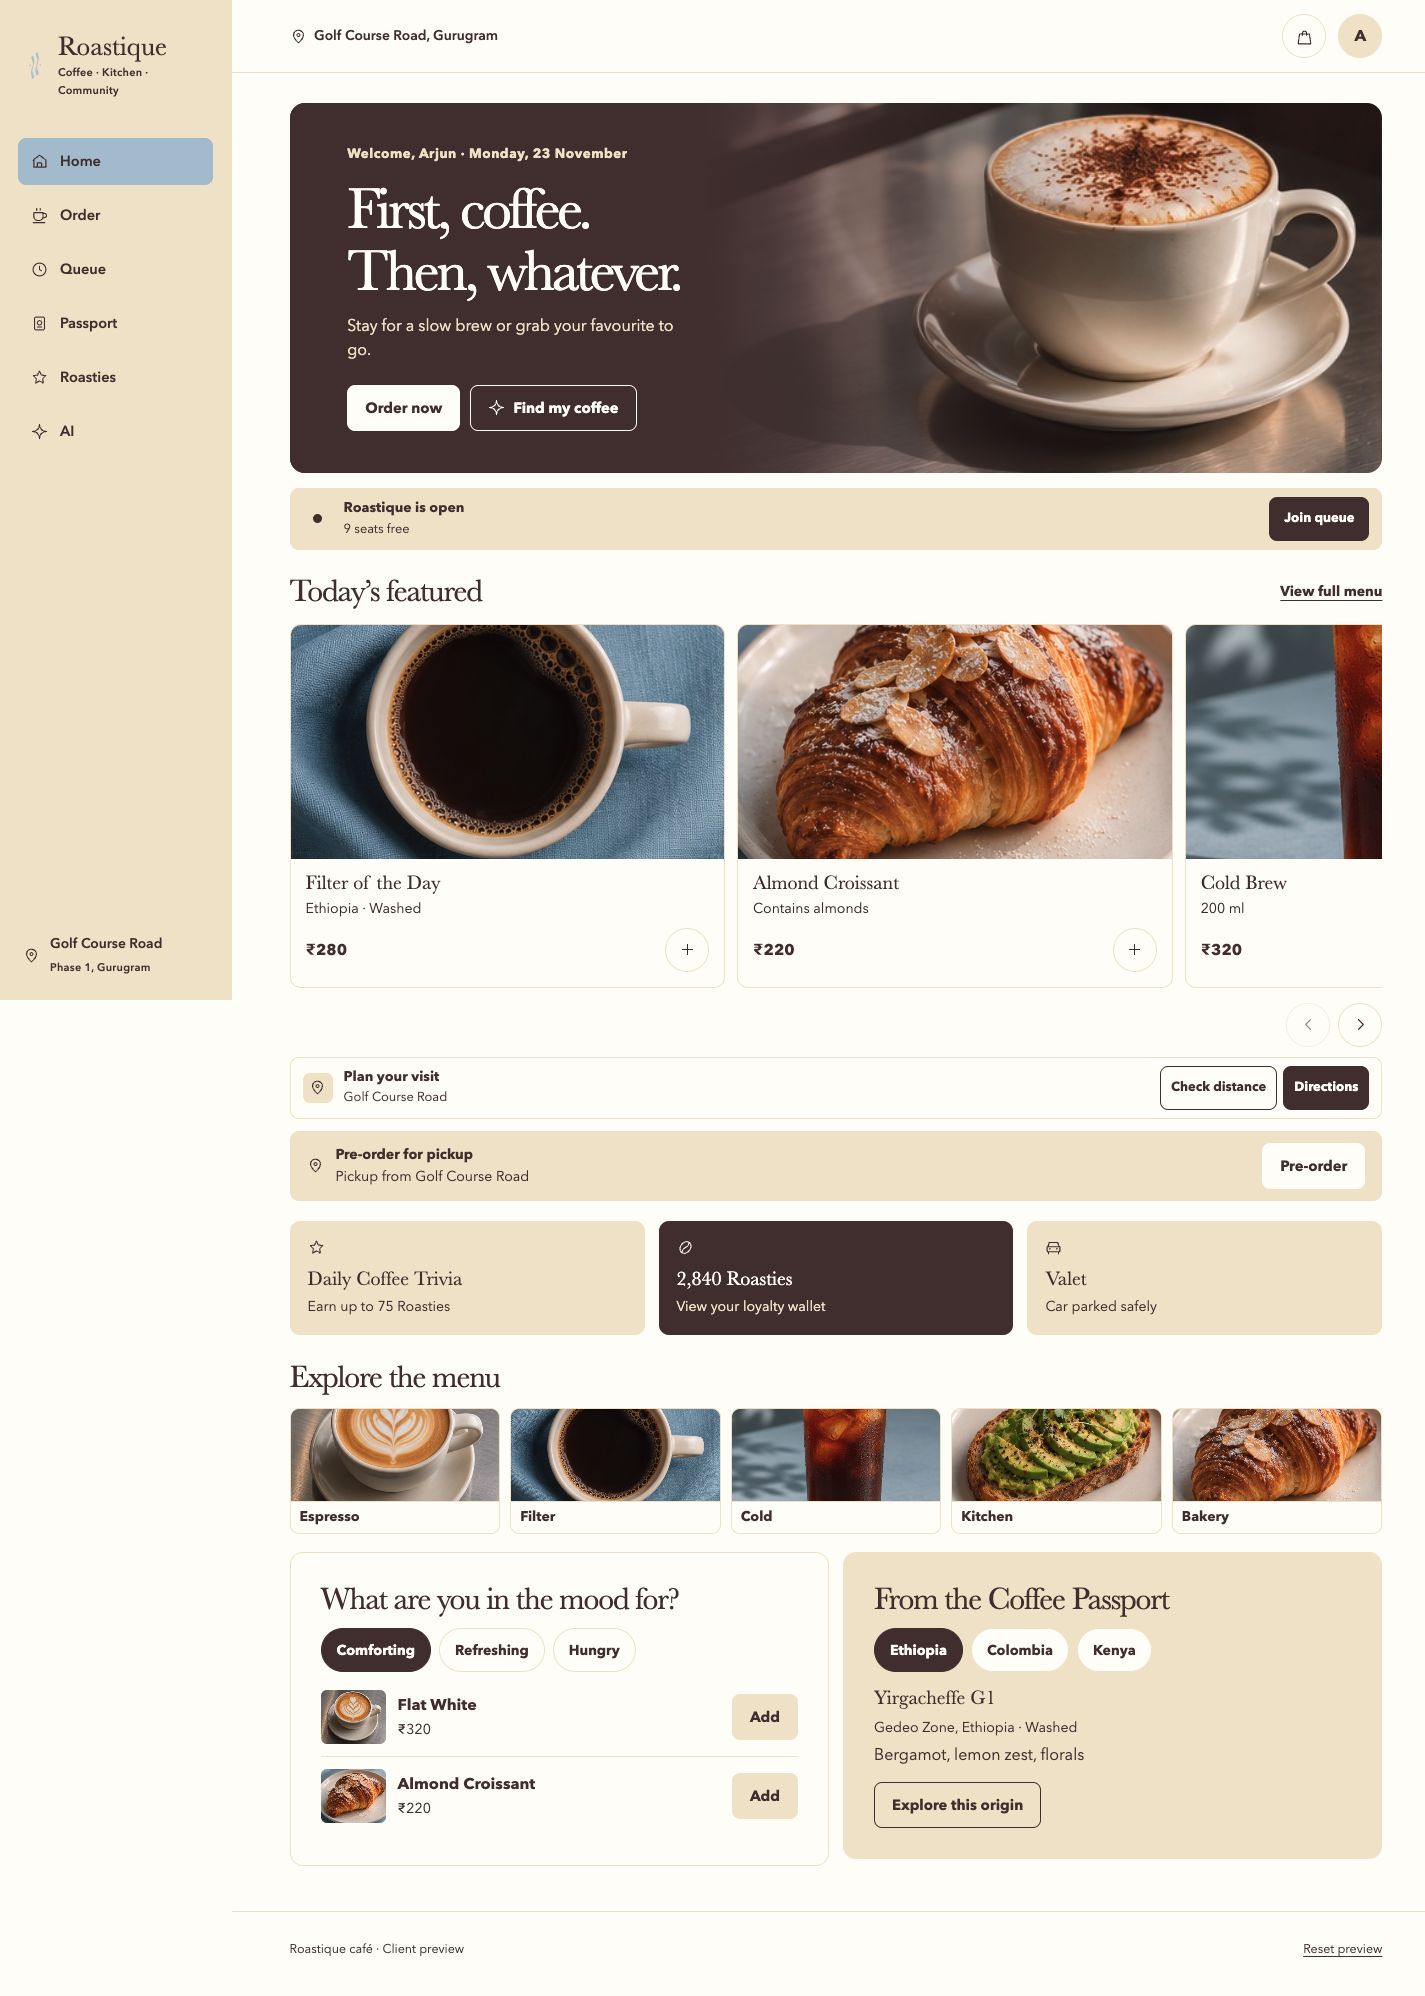 Roastique
Coffee · Kitchen ·
Community
Home
Order
Queue
Passport
Roasties
AI
Golf Course Road
Phase 1, Gurugram
Golf Course Road, Gurugram
A
Welcome, Arjun · Monday, 23 November
First, coffee.
Then, whatever.
Stay for a slow brew or grab your favourite to
go.
Order now
Find my coffee
Roastique is open
9 seats free
Join queue
Today’s featured
View full menu
Filter of the Day
Ethiopia · Washed
₹280
Almond Croissant
Contains almonds
₹220
Cold Brew
200 ml
₹320
Plan your visit
Golf Course Road
Check distance
Directions
Pre-order for pickup
Pickup from Golf Course Road
Pre-order
Daily Coffee Trivia
Earn up to 75 Roasties
2,840 Roasties
View your loyalty wallet
Valet
Car parked safely
Explore the menu
Espresso
Filter
Cold
Kitchen
Bakery
What are you in the mood for?
Comforting
Refreshing
Hungry
Flat White
₹320
Add
Almond Croissant
₹220
Add
From the Coffee Passport
Ethiopia
Colombia
Kenya
Yirgacheffe G1
Gedeo Zone, Ethiopia · Washed
Bergamot, lemon zest, florals
Explore this origin
Roastique café · Client preview
Reset preview